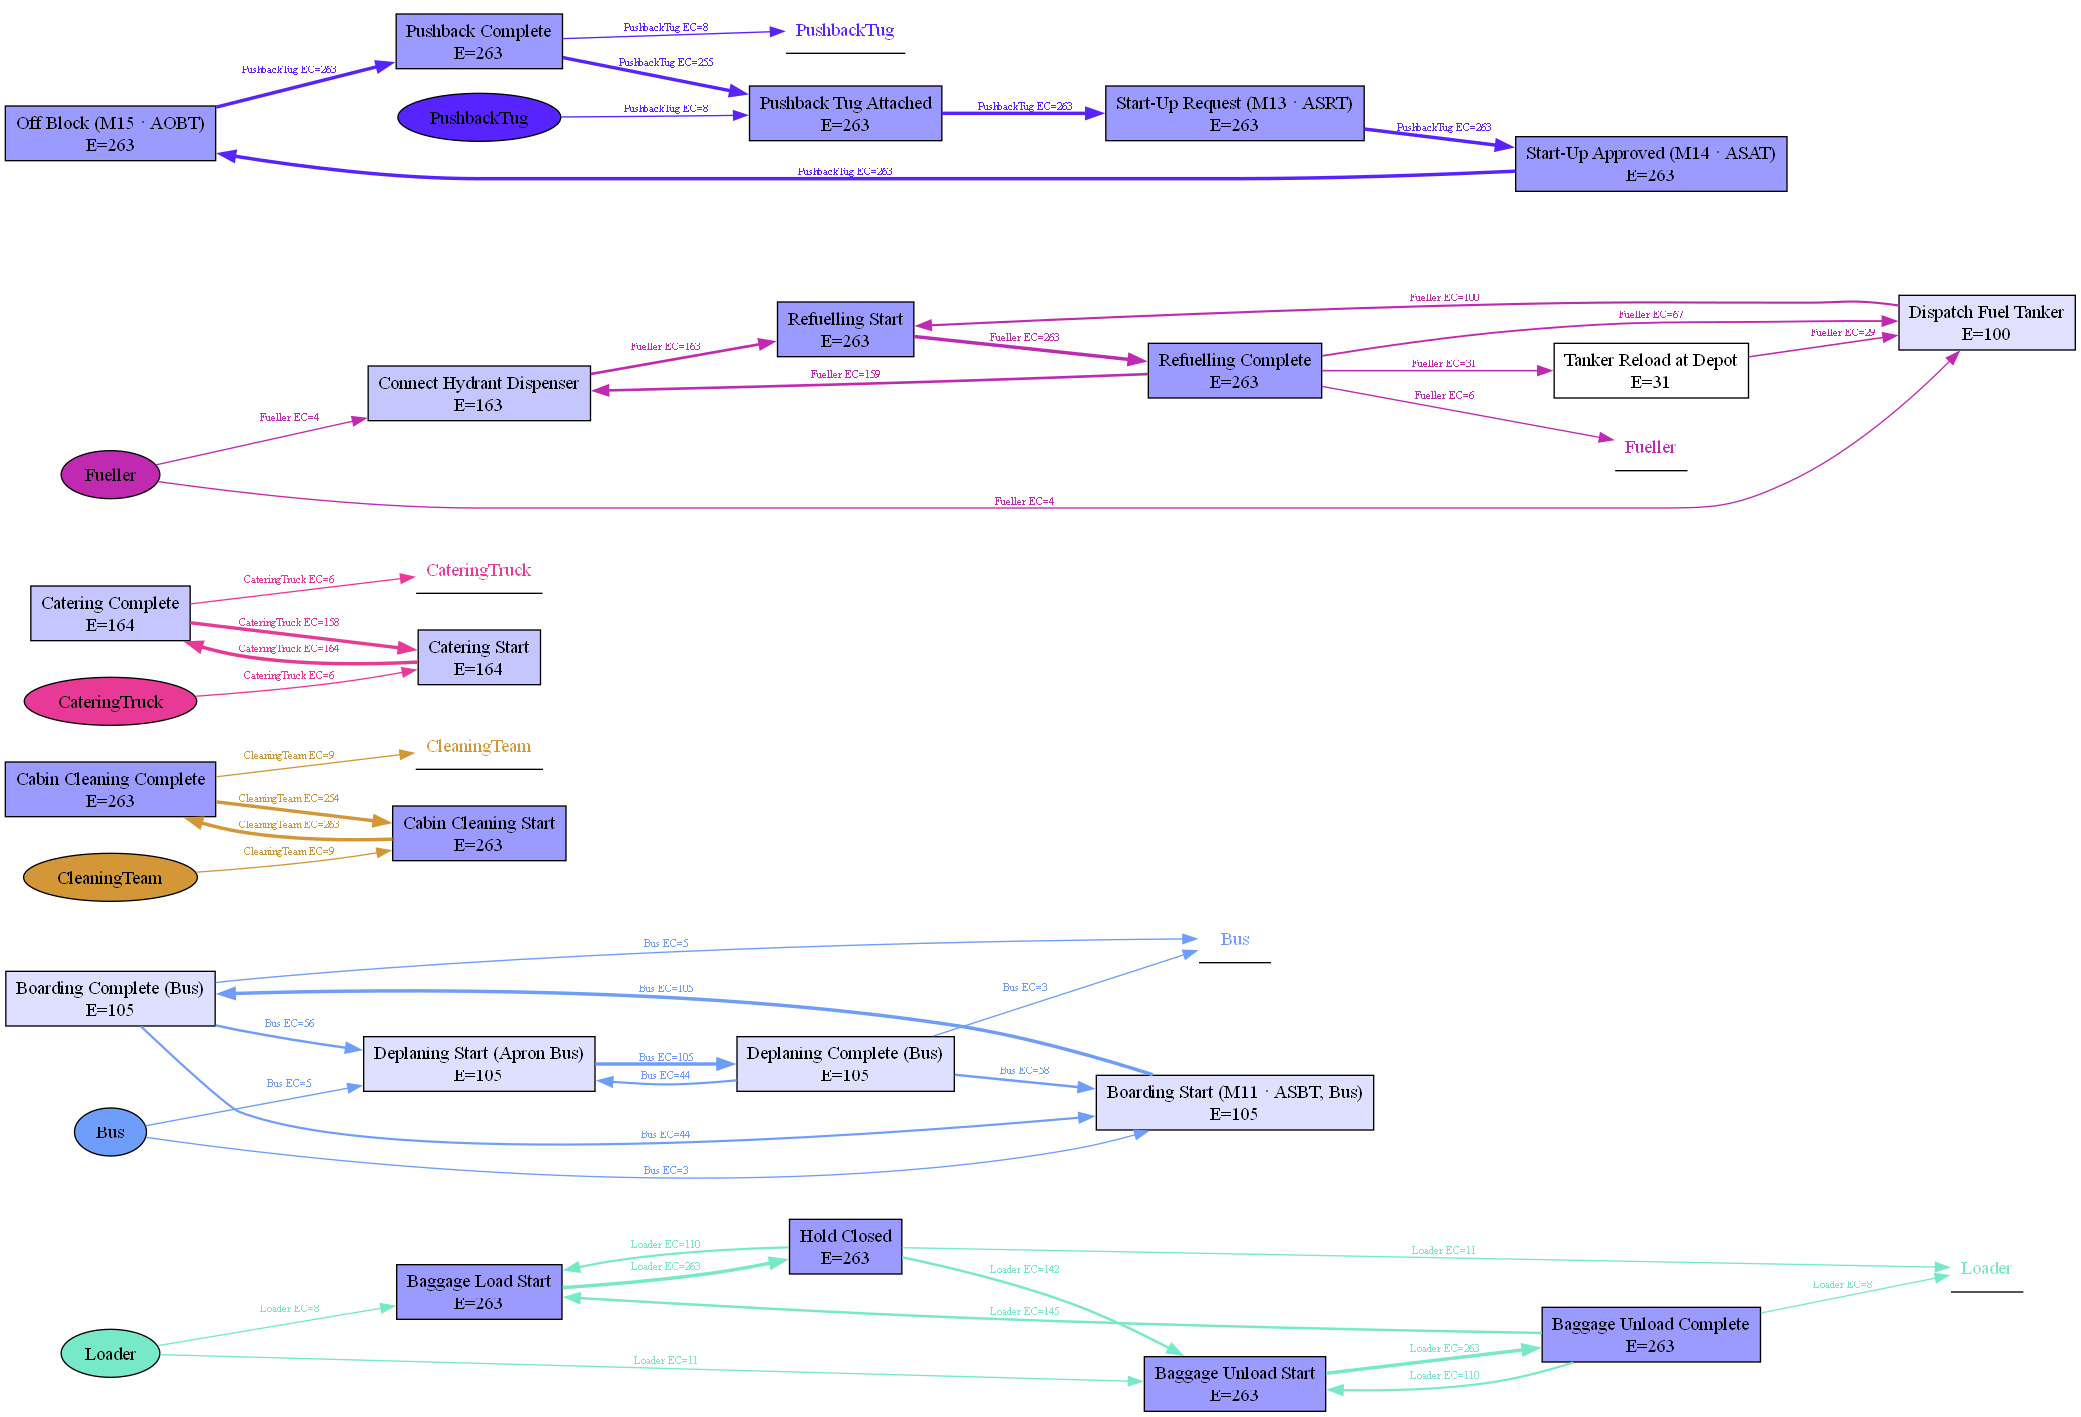 Pushback Complete
E=263
PushbackTug EC=8
PushbackTug
PushbackTug EC=263
PushbackTug EC=255
Off Block (M15 · AOBT)
E=263
PushbackTug
PushbackTug EC=8
Pushback Tug Attached
E=263
PushbackTug EC=263
Start-Up Request (M13 · ASRT)
E=263
PushbackTug EC=263
Start-Up Approved (M14 · ASAT)
E=263
PushbackTug EC=263
Fueller EC=100
Dispatch Fuel Tanker
E=100
Refuelling Start
E=263
Fueller EC=67
Fueller EC=29
Fueller EC=163
Fueller EC=263
Refuelling Complete
E=263
Fueller EC=31
Tanker Reload at Depot
E=31
Connect Hydrant Dispenser
E=163
Fueller EC=159
Fueller EC=6
Fueller
Fueller EC=4
Fueller
Fueller EC=4
CateringTruck EC=6
CateringTruck
Catering Complete
E=164
CateringTruck EC=158
CateringTruck EC=164
Catering Start
E=164
CateringTruck EC=6
CateringTruck
CleaningTeam EC=9
CleaningTeam
Cabin Cleaning Complete
E=263
CleaningTeam EC=254
CleaningTeam EC=263
Cabin Cleaning Start
E=263
CleaningTeam EC=9
CleaningTeam
Bus EC=5
Bus
Boarding Complete (Bus)
E=105
Bus EC=105
Bus EC=3
Bus EC=56
Deplaning Start (Apron Bus)
E=105
Bus EC=105
Bus EC=44
Deplaning Complete (Bus)
E=105
Bus EC=58
Boarding Start (M11 · ASBT, Bus)
E=105
Bus EC=5
Bus
Bus EC=44
Bus EC=3
Hold Closed
E=263
Loader EC=110
Loader EC=263
Loader EC=11
Loader
Loader EC=142
Baggage Load Start
E=263
Loader EC=8
Loader EC=145
Loader EC=8
Baggage Unload Complete
E=263
Loader
Loader EC=11
Baggage Unload Start
E=263
Loader EC=263
Loader EC=110